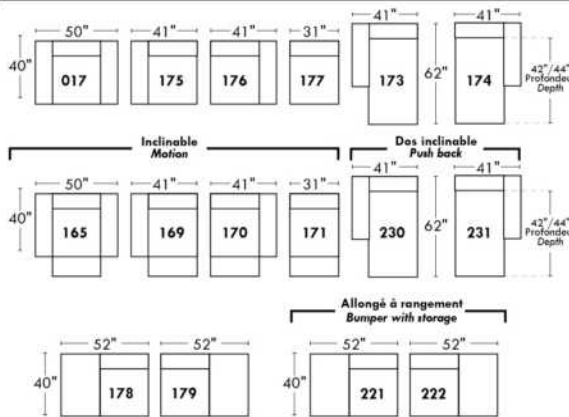 50" 41" 41" 31" 41" 41"
40" 017 175 176 177 173 62" 174 42"/44"
Profondeur
Depth
Inclinable Dos inclinable
Motion Push back
50" 41" 41" 31" 41" 41"
40" 165 169 170 171 230 62" 231 42"/44"
Profondeur
Depth
Allongé à rangement
Bumper with storage
52" 52" 52" 52"
40" 178 179 40" 221 222